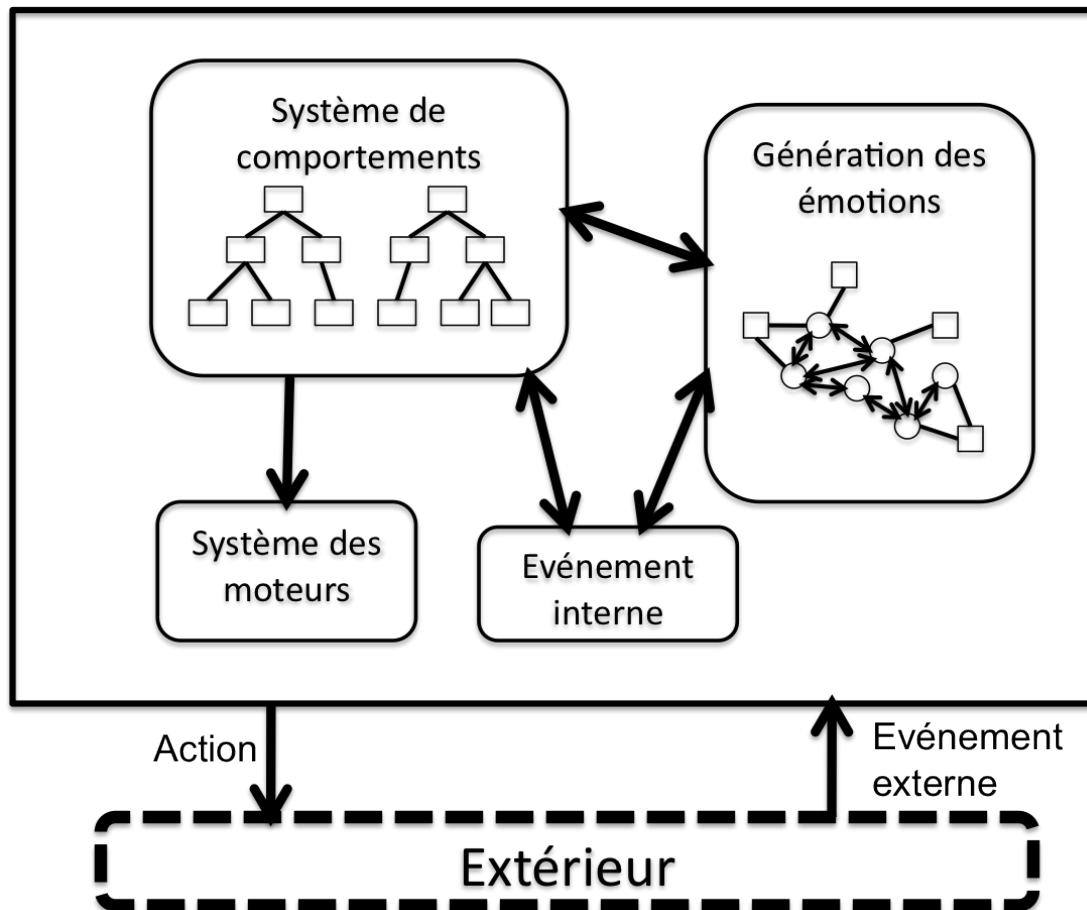 Système de
comportements
Génération des
émotions
Système des
moteurs
Evénement
interne
Action
Evénement
externe
Extérieur